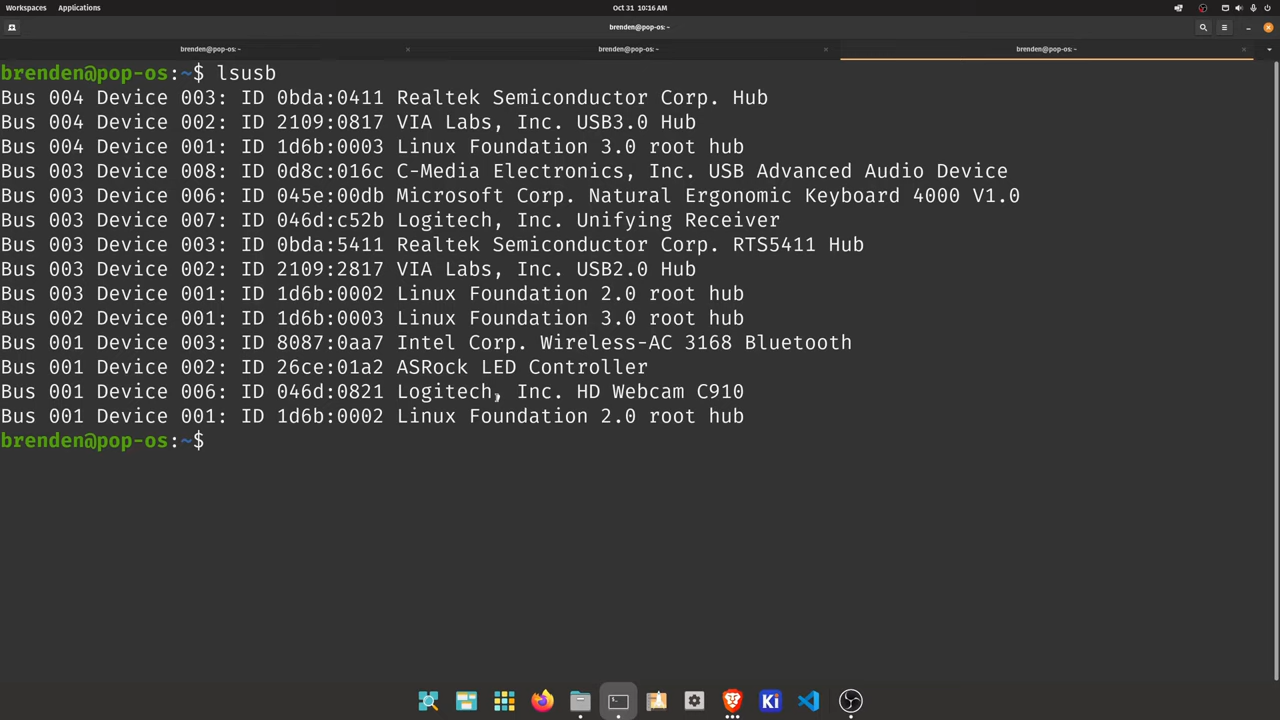 Workspaces Applications Oct 31 10:16 AM
brenden@pop-os: ~
brenden@pop-os: ~ × brenden@pop-os: ~ × brenden@pop-os: ~ ×
brenden@pop-os:~$ lsusb
Bus 004 Device 003: ID 0bda:0411 Realtek Semiconductor Corp. Hub
Bus 004 Device 002: ID 2109:0817 VIA Labs, Inc. USB3.0 Hub
Bus 004 Device 001: ID 1d6b:0003 Linux Foundation 3.0 root hub
Bus 003 Device 008: ID 0d8c:016c C-Media Electronics, Inc. USB Advanced Audio Device
Bus 003 Device 006: ID 045e:00db Microsoft Corp. Natural Ergonomic Keyboard 4000 V1.0
Bus 003 Device 007: ID 046d:c52b Logitech, Inc. Unifying Receiver
Bus 003 Device 003: ID 0bda:5411 Realtek Semiconductor Corp. RTS5411 Hub
Bus 003 Device 002: ID 2109:2817 VIA Labs, Inc. USB2.0 Hub
Bus 003 Device 001: ID 1d6b:0002 Linux Foundation 2.0 root hub
Bus 002 Device 001: ID 1d6b:0003 Linux Foundation 3.0 root hub
Bus 001 Device 003: ID 8087:0aa7 Intel Corp. Wireless-AC 3168 Bluetooth
Bus 001 Device 002: ID 26ce:01a2 ASRock LED Controller
Bus 001 Device 006: ID 046d:0821 Logitech, Inc. HD Webcam C910
Bus 001 Device 001: ID 1d6b:0002 Linux Foundation 2.0 root hub
brenden@pop-os:~$
Ki